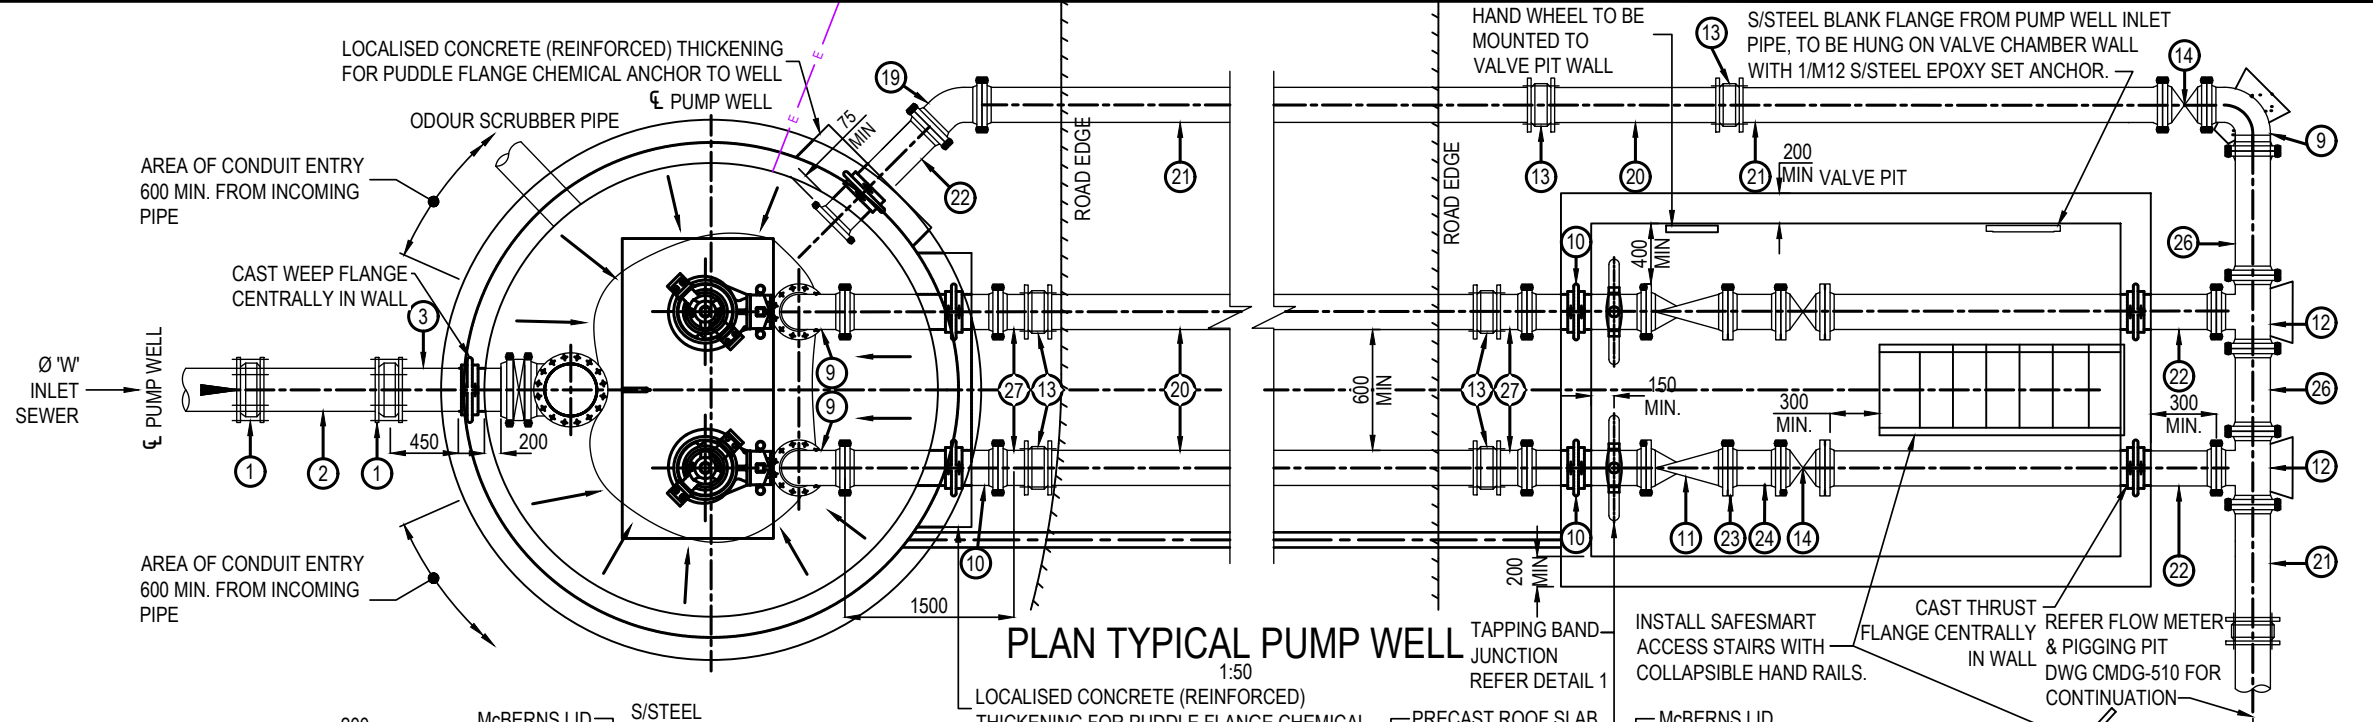 LOCALISED CONCRETE (REINFORCED) THICKENING
FOR PUDDLE FLANGE CHEMICAL ANCHOR TO WELL
℄ PUMP WELL
ODOUR SCRUBBER PIPE
AREA OF CONDUIT ENTRY
600 MIN. FROM INCOMING
PIPE
CAST WEEP FLANGE
CENTRALLY IN WALL
Ø 'W'
INLET
SEWER
℄ PUMP WELL
AREA OF CONDUIT ENTRY
600 MIN. FROM INCOMING
PIPE
E
E
75
MIN
19
22
3
1
2
1
450
200
9
9
10
1500
27
13
ROAD EDGE
21
20
ROAD EDGE
HAND WHEEL TO BE
MOUNTED TO
VALVE PIT WALL
13
S/STEEL BLANK FLANGE FROM PUMP WELL INLET
PIPE, TO BE HUNG ON VALVE CHAMBER WALL
WITH 1/M12 S/STEEL EPOXY SET ANCHOR.
14
9
13
20
21
200
MIN
VALVE PIT
10
400
MIN
26
12
22
26
600
MIN
13
27
150
MIN.
300
MIN.
300
MIN.
12
10
11
23
24
14
22
21
200
MIN
PLAN TYPICAL PUMP WELL
1:50
TAPPING BAND
JUNCTION
REFER DETAIL 1
INSTALL SAFESMART
ACCESS STAIRS WITH
COLLAPSIBLE HAND RAILS.
CAST THRUST
FLANGE CENTRALLY
IN WALL
REFER FLOW METER
& PIGGING PIT
DWG CMDG-510 FOR
CONTINUATION
LOCALISED CONCRETE (REINFORCED)
THICKENING FOR PUDDLE FLANGE CHEMICAL
200
McBERNS LID
S/STEEL
PRECAST ROOF SLAB
McBERNS LID